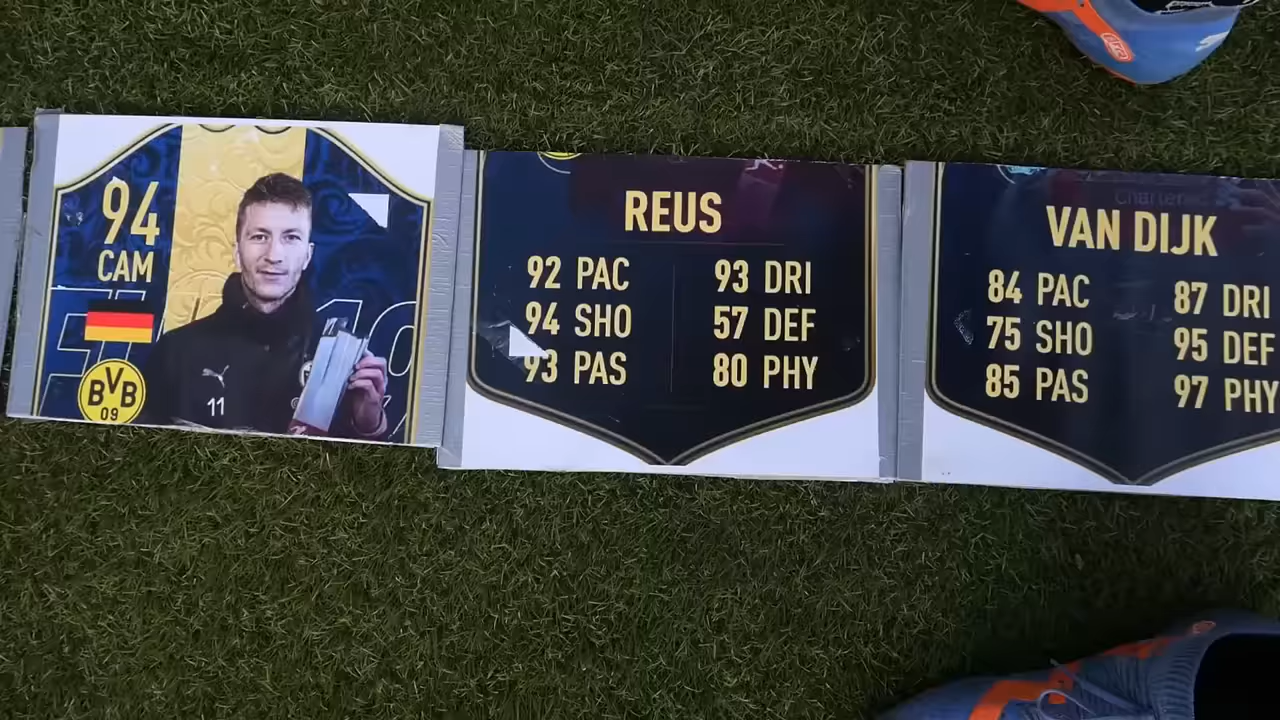 94
CAM
BVB
09
11
REUS
92 PAC
94 SHO
93 PAS
93 DRI
57 DEF
80 PHY
Chartered
VAN DIJK
84 PAC
75 SHO
85 PAS
87 DRI
95 DEF
97 PHY